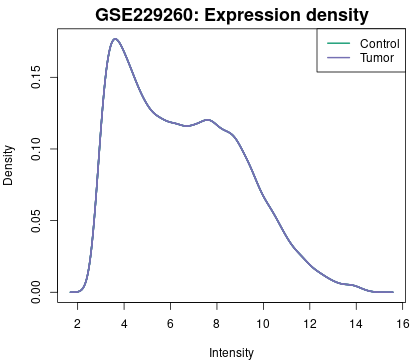 GSE229260: Expression density
Control
Tumor
Density
0.15
0.10
0.05
0.00
2 4 6 8 10 12 14 16
Intensity